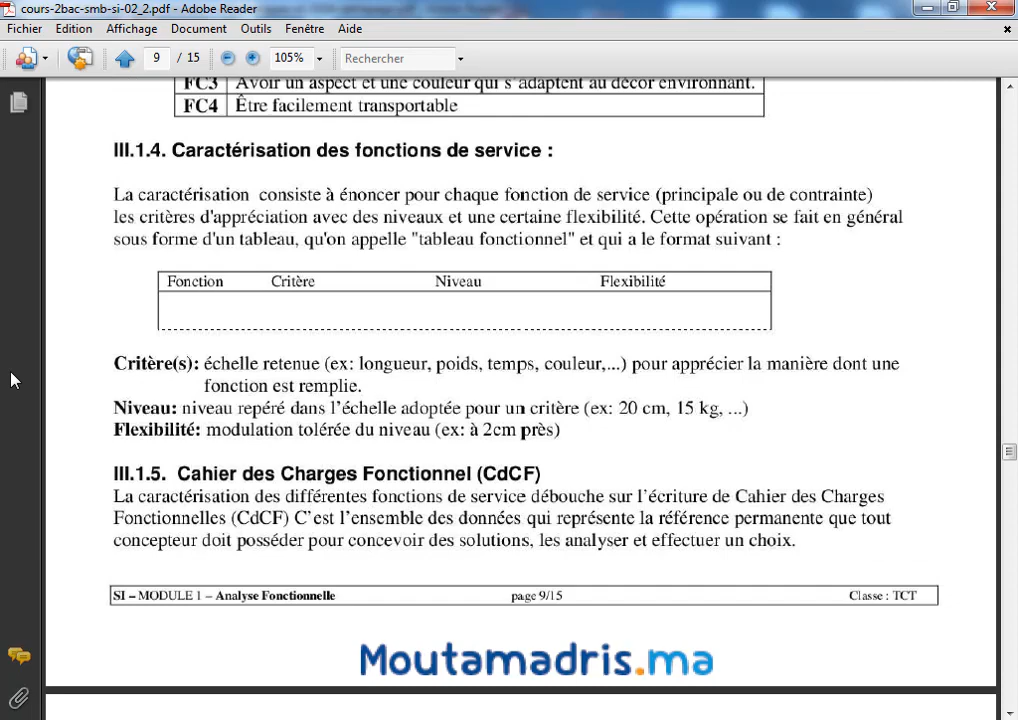 cours-2bac-smb-si-02_2.pdf - Adobe Reader
Fichier Edition Affichage Document Outils Fenêtre Aide
9 / 15 105% Rechercher
FC3 Avoir un aspect et une couleur qui s'adaptent au décor environnant.
FC4 Être facilement transportable
III.1.4. Caractérisation des fonctions de service :
La caractérisation consiste à énoncer pour chaque fonction de service (principale ou de contrainte)
les critères d'appréciation avec des niveaux et une certaine flexibilité. Cette opération se fait en général
sous forme d'un tableau, qu'on appelle "tableau fonctionnel" et qui a le format suivant :
Fonction Critère Niveau Flexibilité
Critère(s): échelle retenue (ex: longueur, poids, temps, couleur,...) pour apprécier la manière dont une
fonction est remplie.
Niveau: niveau repéré dans l'échelle adoptée pour un critère (ex: 20 cm, 15 kg, ...)
Flexibilité: modulation tolérée du niveau (ex: à 2cm près)
III.1.5. Cahier des Charges Fonctionnel (CdCF)
La caractérisation des différentes fonctions de service débouche sur l'écriture de Cahier des Charges
Fonctionnelles (CdCF) C'est l'ensemble des données qui représente la référence permanente que tout
concepteur doit posséder pour concevoir des solutions, les analyser et effectuer un choix.
SI – MODULE 1 – Analyse Fonctionnelle page 9/15 Classe : TCT
Moutamadris.ma